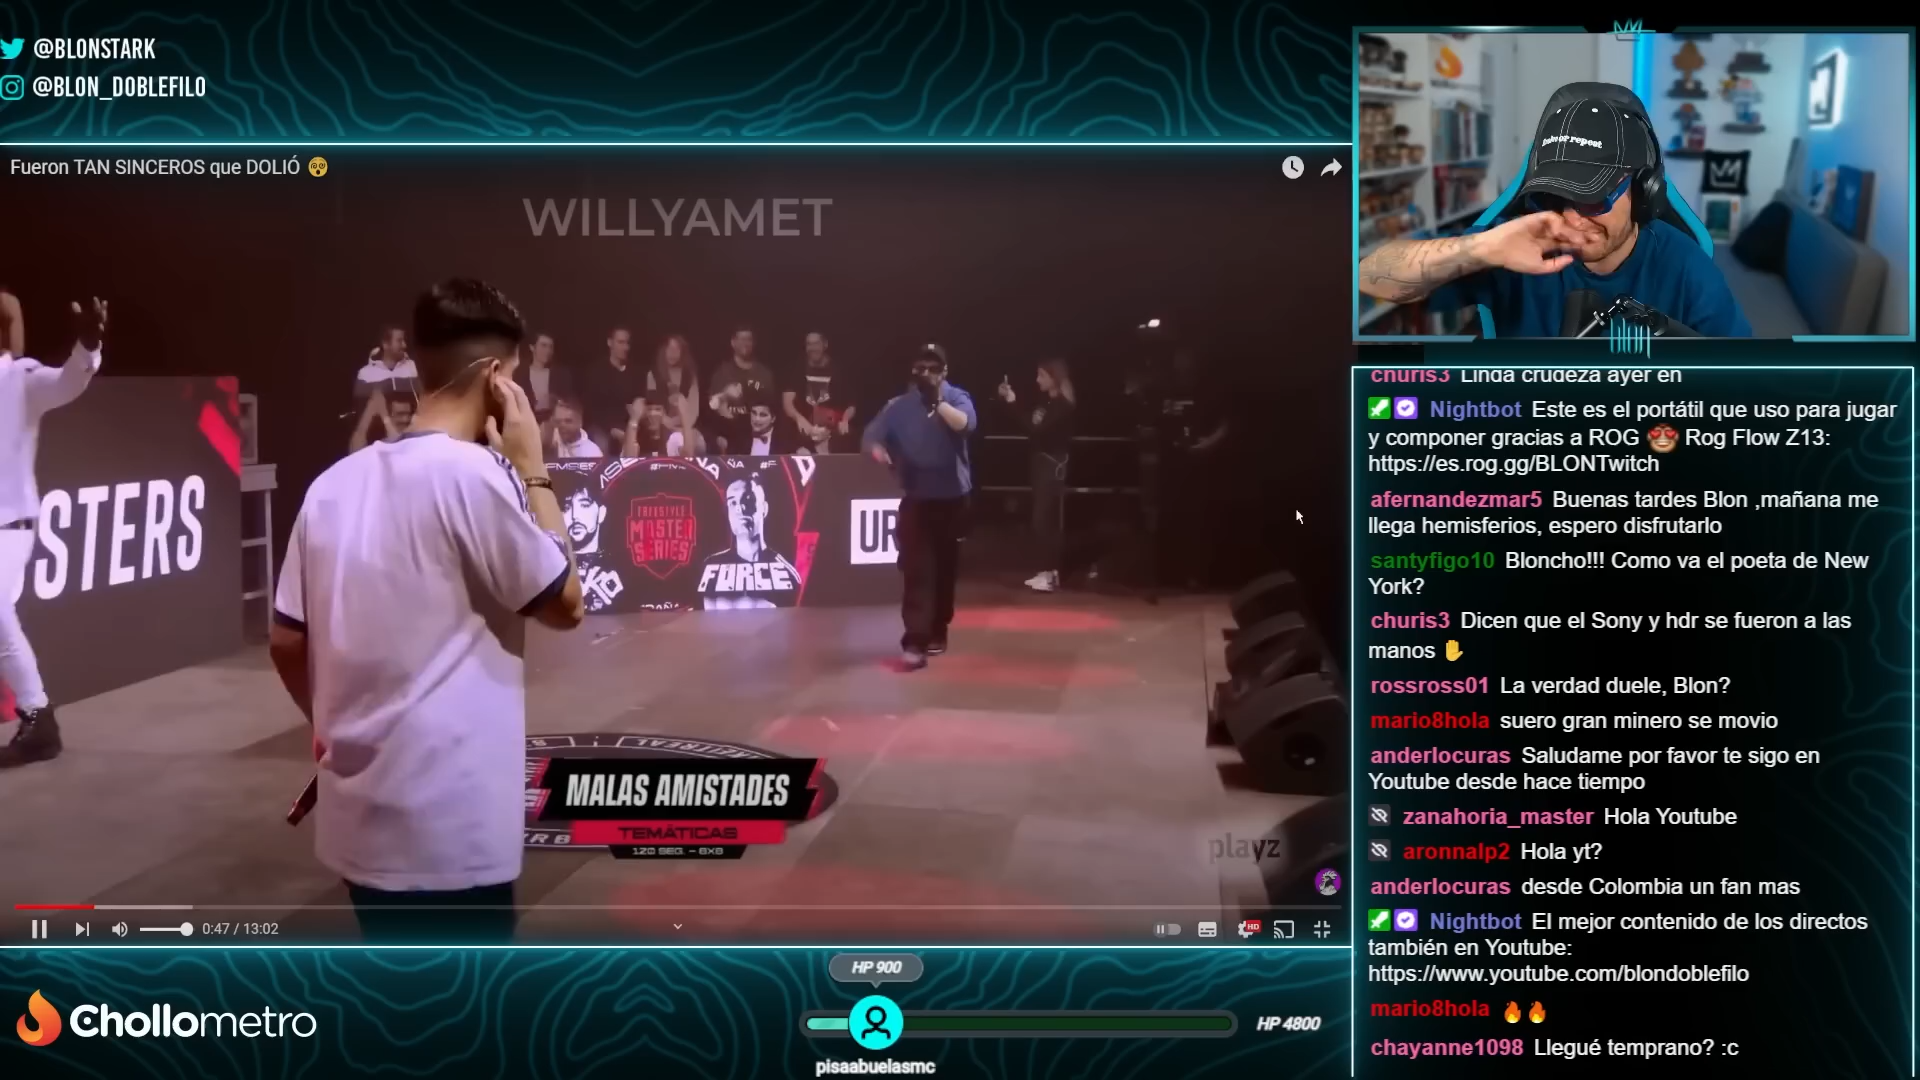 @BLONSTARK
@BLON_DOBLEFILO
Fueron TAN SINCEROS que DOLIÓ
WILLYAMET
STERS
FREESTYLE
MASTER
SERIES
FORCE
UR
MALAS AMISTADES
TEMÁTICAS
120 SEG. - 8X8
playz
0:47 / 13:02
HD
Chollometro
HP 900
HP 4800
pisaabuelasmc
churis3 Linda crudeza ayer en
Nightbot Este es el portátil que uso para jugar
y componer gracias a ROG Rog Flow Z13:
https://es.rog.gg/BLONTwitch
afernandezmar5 Buenas tardes Blon ,mañana me
llega hemisferios, espero disfrutarlo
santyfigo10 Bloncho!!! Como va el poeta de New
York?
churis3 Dicen que el Sony y hdr se fueron a las
manos
rossross01 La verdad duele, Blon?
mario8hola suero gran minero se movio
anderlocuras Saludame por favor te sigo en
Youtube desde hace tiempo
zanahoria_master Hola Youtube
aronnalp2 Hola yt?
anderlocuras desde Colombia un fan mas
Nightbot El mejor contenido de los directos
también en Youtube:
https://www.youtube.com/blondoblefilo
mario8hola
chayanne1098 Llegué temprano? :c